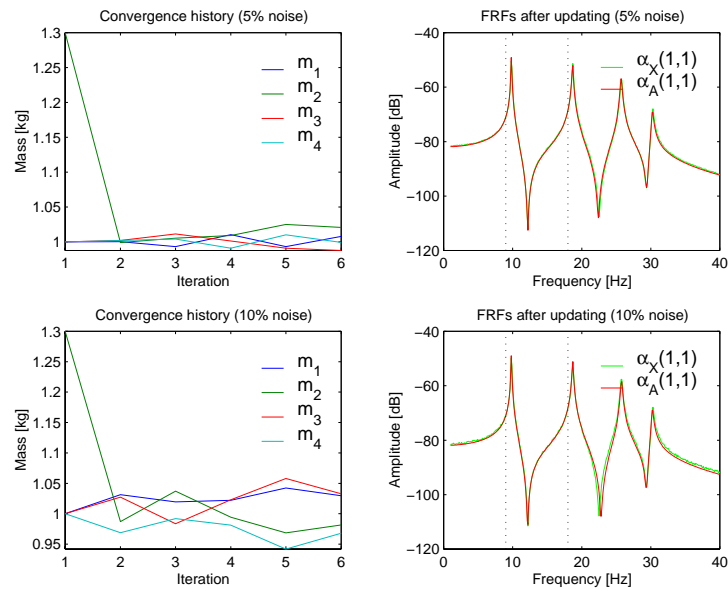 Convergence history (5% noise)
1.3
1.25
1.2
1.15
1.1
1.05
1
Mass [kg]
m1
m2
m3
m4
1 2 3 4 5 6
Iteration
FRFs after updating (5% noise)
−40
−60
−80
−100
−120
Amplitude [dB]
αX(1,1)
αA(1,1)
0 10 20 30 40
Frequency [Hz]
Convergence history (10% noise)
1.3
1.25
1.2
1.15
1.1
1.05
1
0.95
Mass [kg]
m1
m2
m3
m4
1 2 3 4 5 6
Iteration
FRFs after updating (10% noise)
−40
−60
−80
−100
−120
Amplitude [dB]
αX(1,1)
αA(1,1)
0 10 20 30 40
Frequency [Hz]